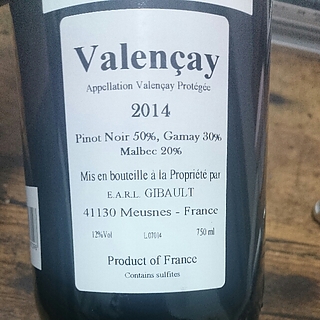 Valençay
Appellation Valençay Protégée
2014
Pinot Noir 50%, Gamay 30%
Malbec 20%
Mis en bouteille à la Propriété par
E.A.R.L. GIBAULT
41130 Meusnes - France
12%Vol L.07014 750 ml
Product of France
Contains sulfites